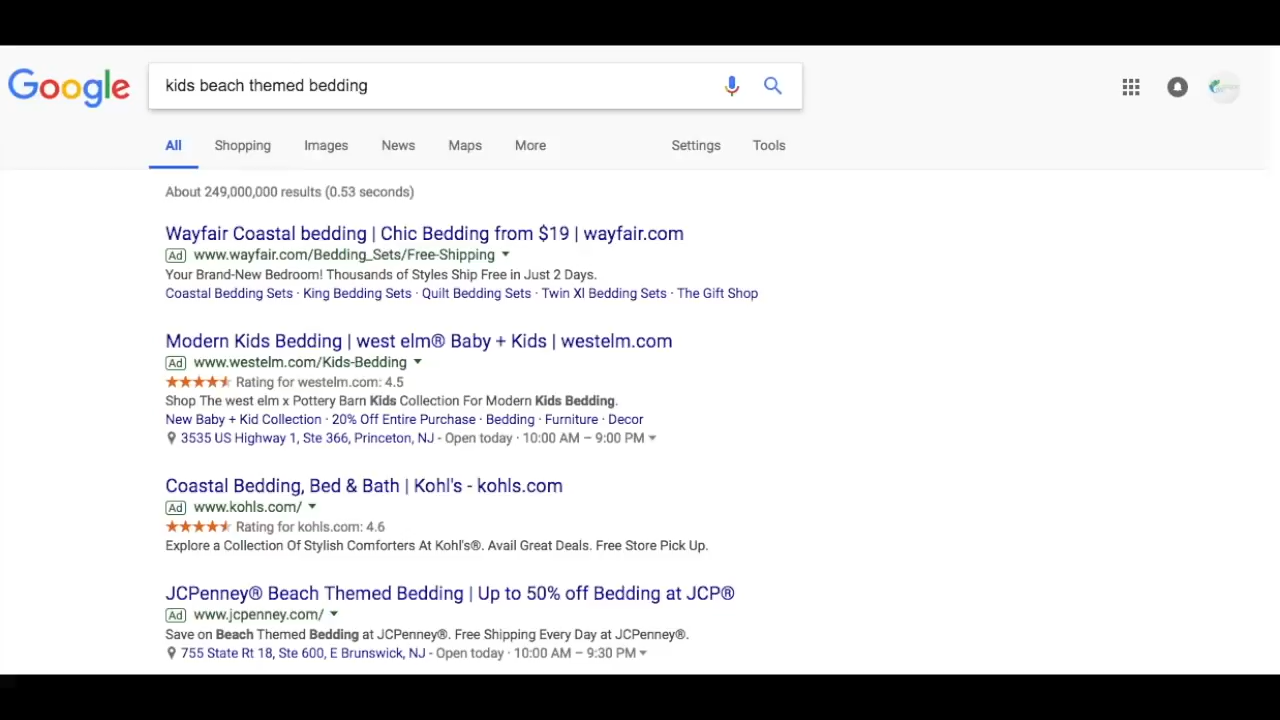 Google kids beach themed bedding
All Shopping Images News Maps More Settings Tools
About 249,000,000 results (0.53 seconds)
Wayfair Coastal bedding | Chic Bedding from $19 | wayfair.com
Ad www.wayfair.com/Bedding_Sets/Free-Shipping
Your Brand-New Bedroom! Thousands of Styles Ship Free in Just 2 Days.
Coastal Bedding Sets · King Bedding Sets · Quilt Bedding Sets · Twin Xl Bedding Sets · The Gift Shop
Modern Kids Bedding | west elm® Baby + Kids | westelm.com
Ad www.westelm.com/Kids-Bedding
Rating for westelm.com: 4.5
Shop The west elm x Pottery Barn Kids Collection For Modern Kids Bedding.
New Baby + Kid Collection · 20% Off Entire Purchase · Bedding · Furniture · Decor
3535 US Highway 1, Ste 366, Princeton, NJ - Open today · 10:00 AM – 9:00 PM
Coastal Bedding, Bed & Bath | Kohl's - kohls.com
Ad www.kohls.com/
Rating for kohls.com: 4.6
Explore a Collection Of Stylish Comforters At Kohl's®. Avail Great Deals. Free Store Pick Up.
JCPenney® Beach Themed Bedding | Up to 50% off Bedding at JCP®
Ad www.jcpenney.com/
Save on Beach Themed Bedding at JCPenney®. Free Shipping Every Day at JCPenney®.
755 State Rt 18, Ste 600, E Brunswick, NJ - Open today · 10:00 AM – 9:30 PM